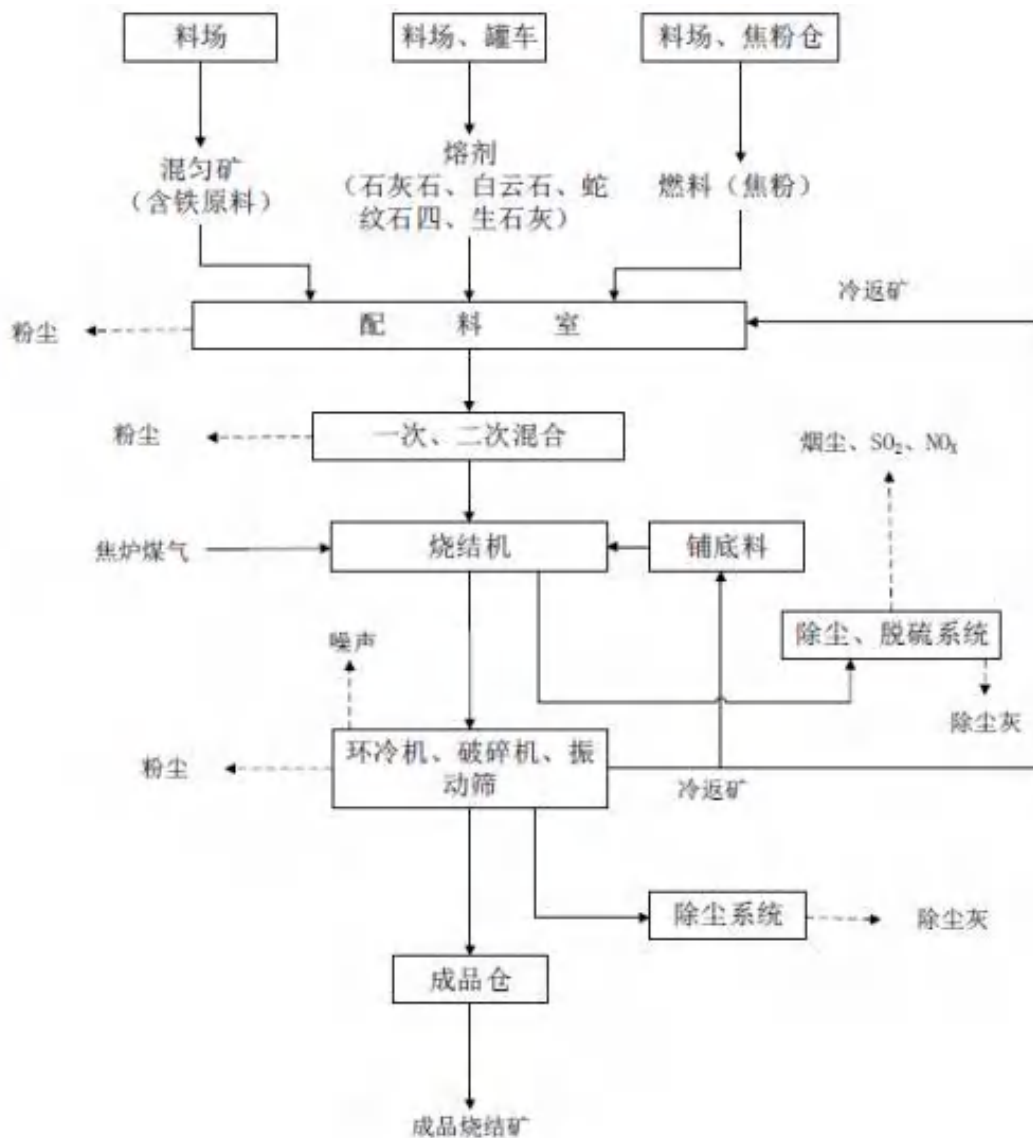 料场
料场、罐车
料场、焦粉仓
混匀矿
（含铁原料）
熔剂
（石灰石、白云石、蛇
纹石四、生石灰）
燃料（焦粉）
冷返矿
粉尘
配 料 室
粉尘
一次、二次混合
烟尘、SO₂、NOₓ
焦炉煤气
烧结机
铺底料
噪声
除尘、脱硫系统
除尘灰
粉尘
环冷机、破碎机、振
动筛
冷返矿
除尘系统
除尘灰
成品仓
成品烧结矿